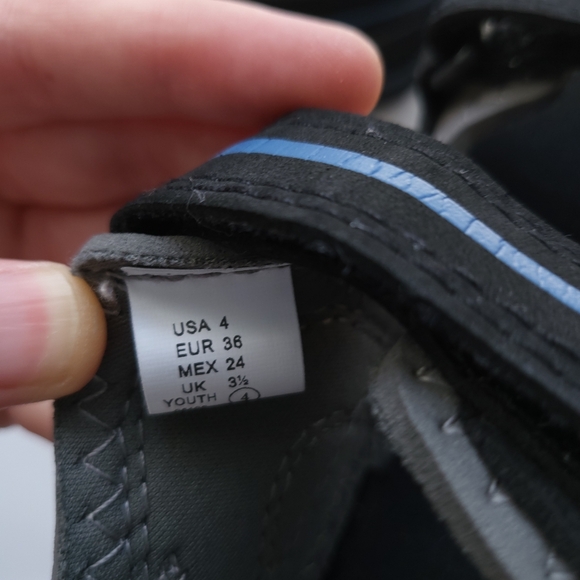 USA 4
EUR 36
MEX 24
UK 3½
YOUTH 4